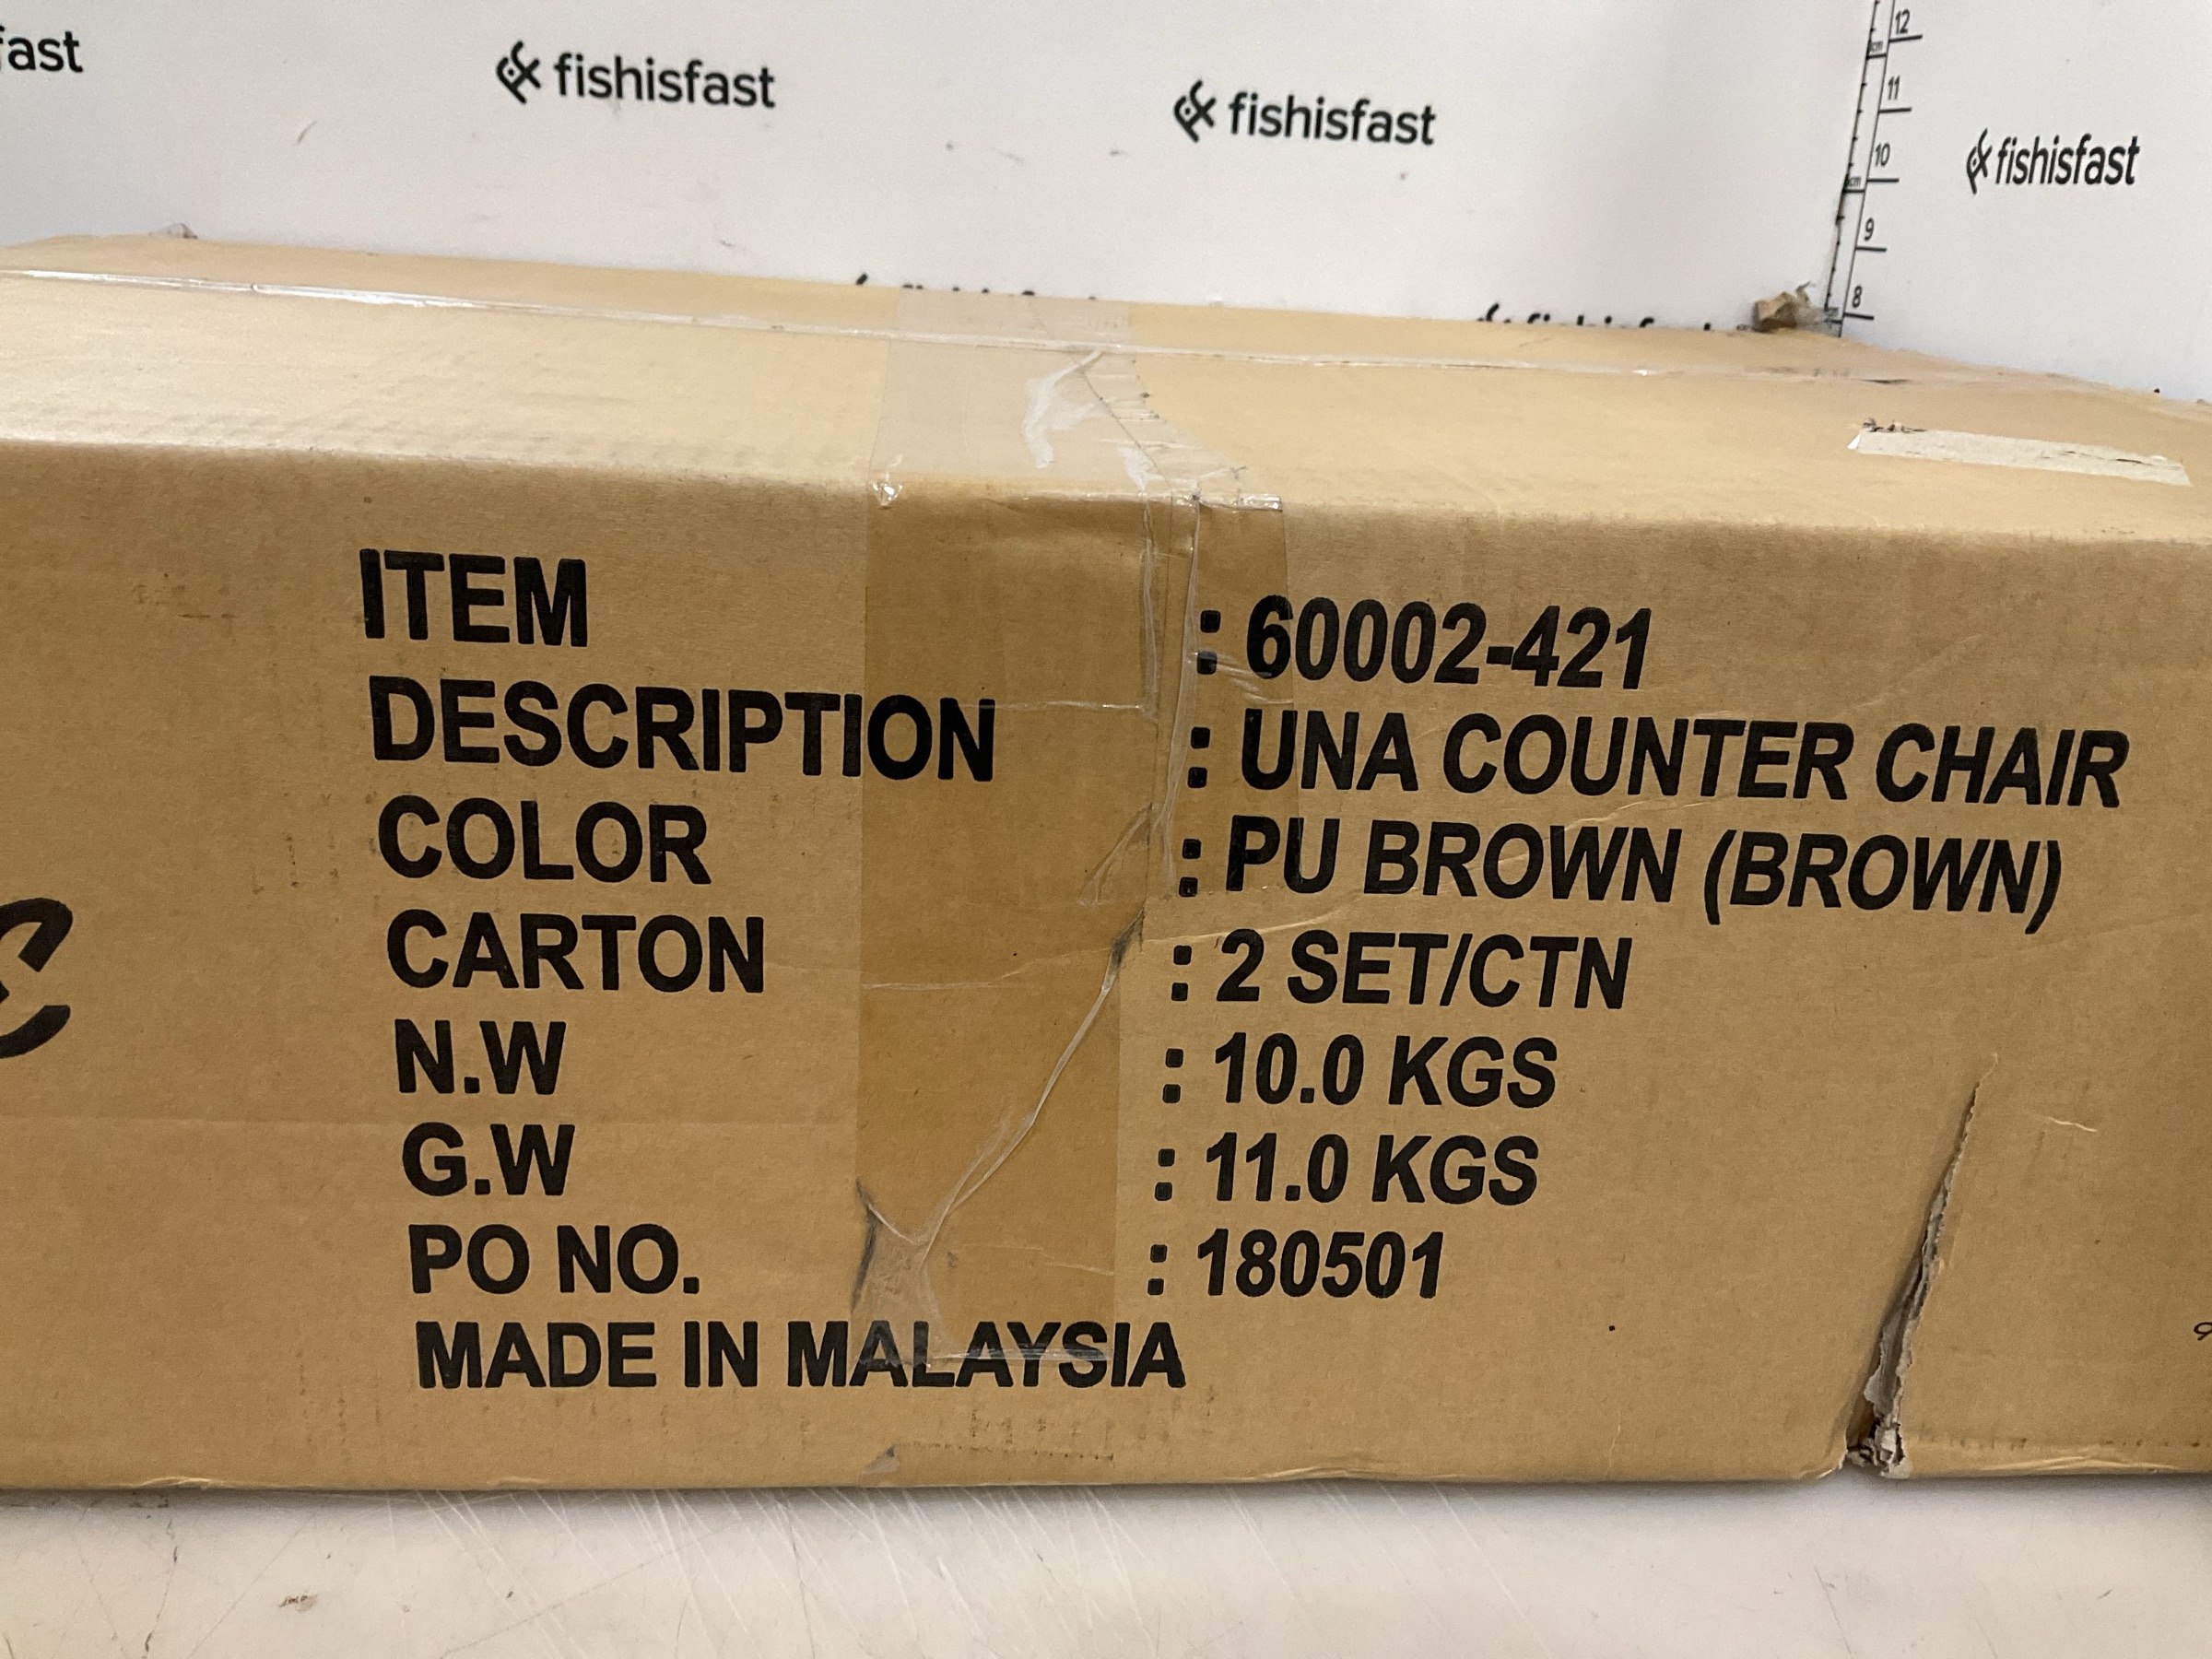 fast
fishisfast
fishisfast
fishisfast
12
11
10
9
8
ITEM : 60002-421
DESCRIPTION : UNA COUNTER CHAIR
COLOR : PU BROWN (BROWN)
CARTON : 2 SET/CTN
N.W : 10.0 KGS
G.W : 11.0 KGS
PO NO. : 180501
MADE IN MALAYSIA